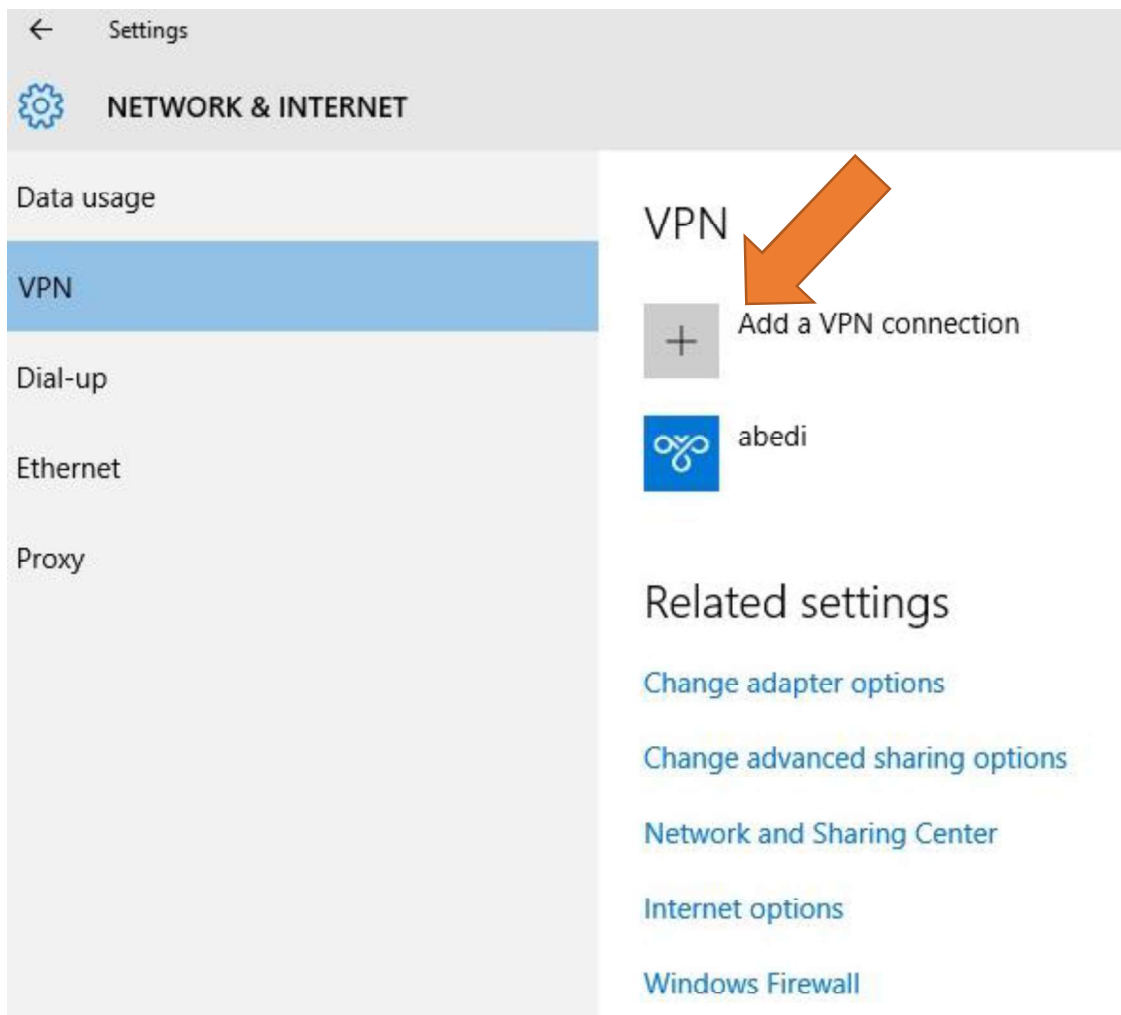 Settings
NETWORK & INTERNET
Data usage
VPN
Dial-up
Ethernet
Proxy
VPN
Add a VPN connection
abedi
Related settings
Change adapter options
Change advanced sharing options
Network and Sharing Center
Internet options
Windows Firewall